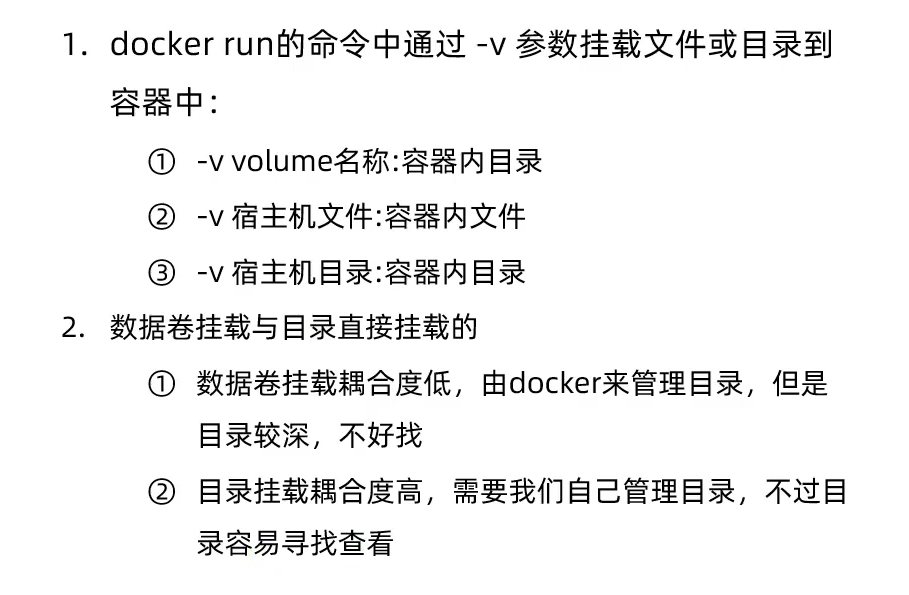 1. docker run的命令中通过 -v 参数挂载文件或目录到
容器中：
① -v volume名称:容器内目录
② -v 宿主机文件:容器内文件
③ -v 宿主机目录:容器内目录
2. 数据卷挂载与目录直接挂载的
① 数据卷挂载耦合度低，由docker来管理目录，但是
目录较深，不好找
② 目录挂载耦合度高，需要我们自己管理目录，不过目
录容易寻找查看